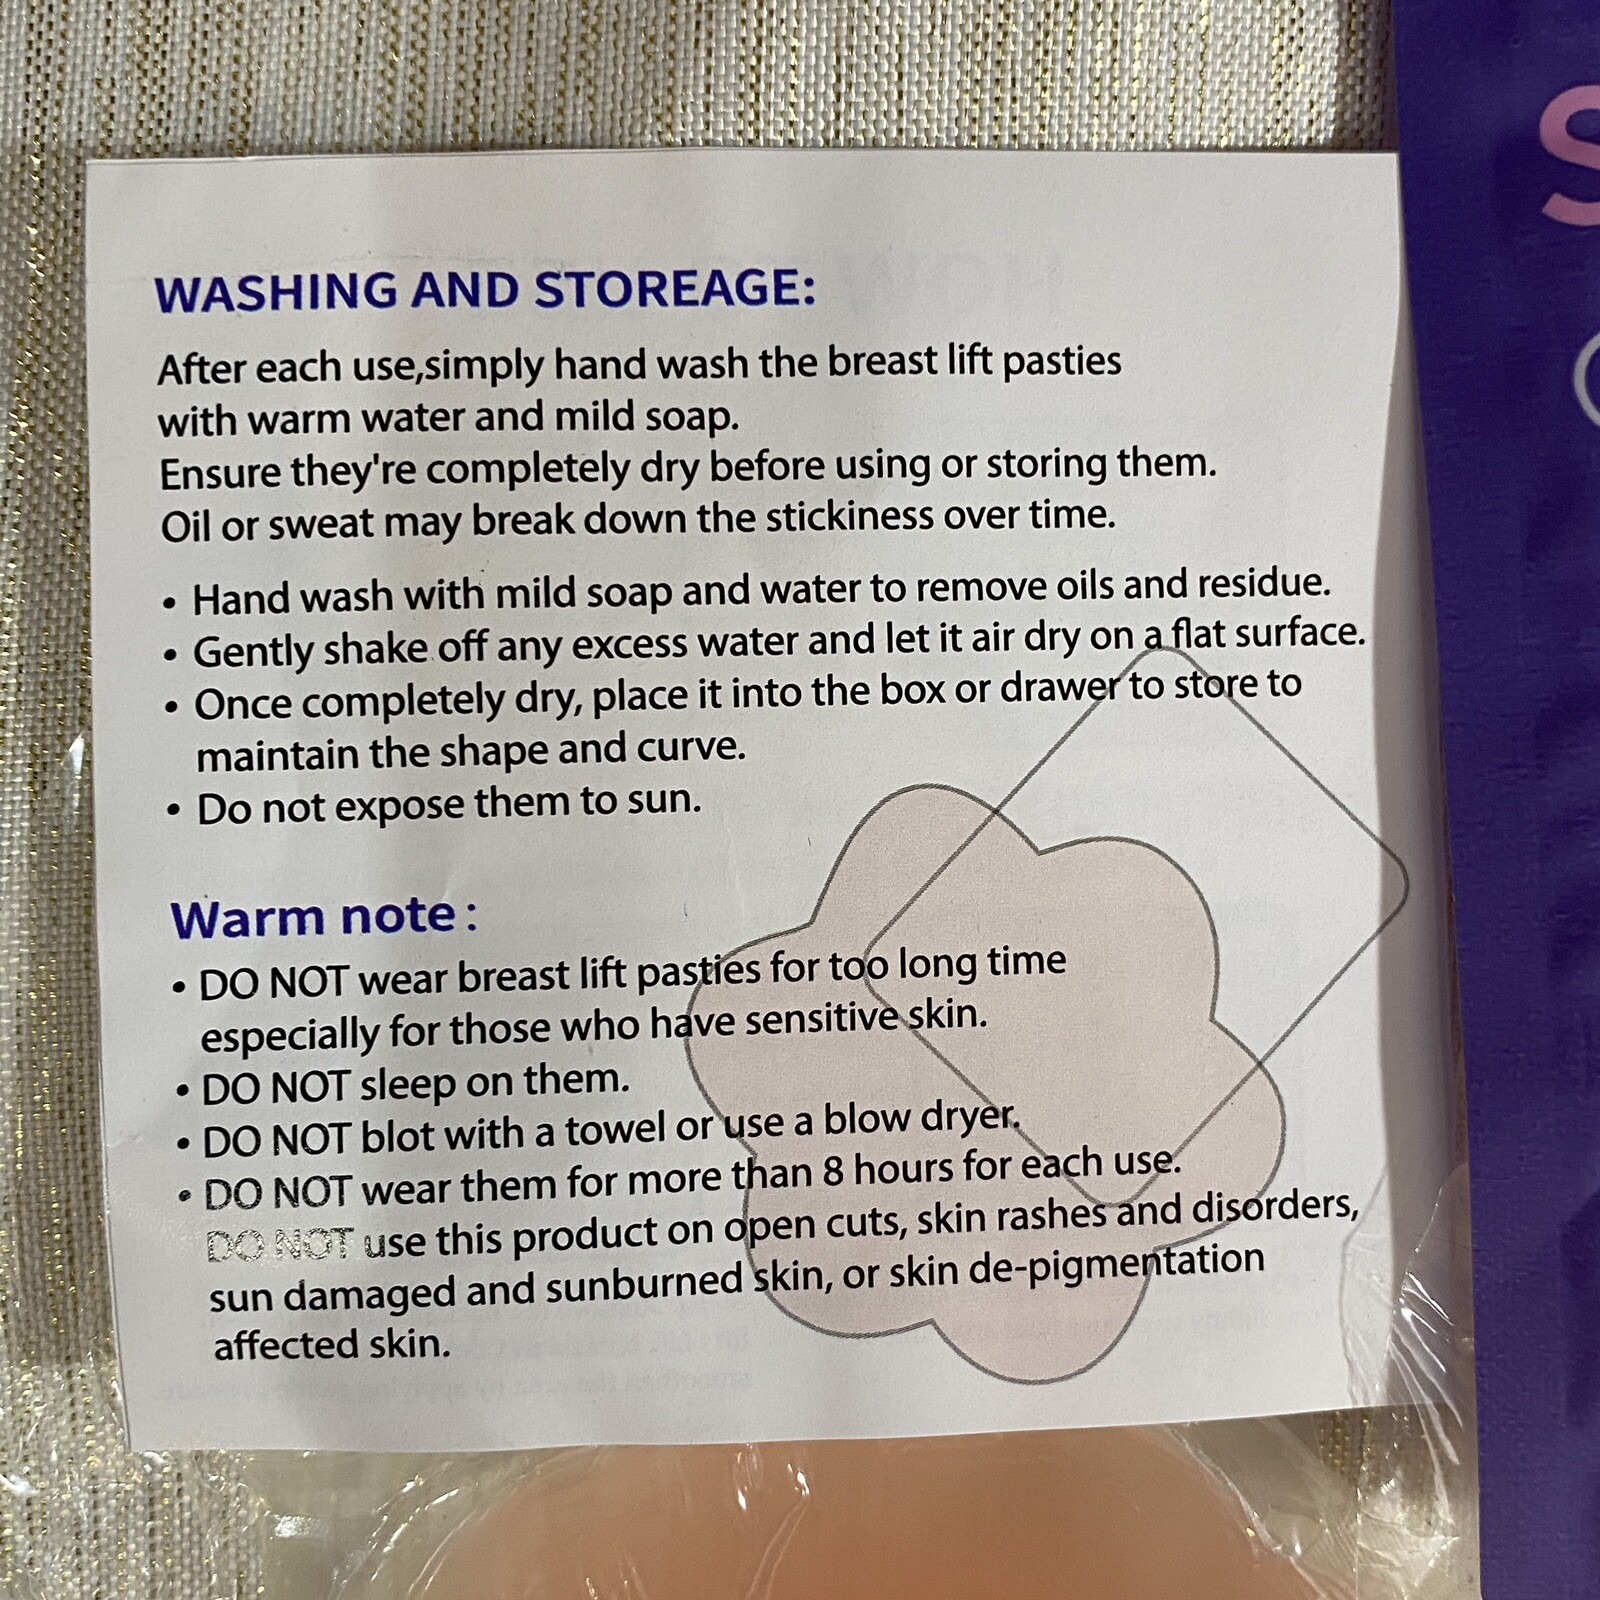 WASHING AND STOREAGE:
After each use,simply hand wash the breast lift pasties
with warm water and mild soap.
Ensure they're completely dry before using or storing them.
Oil or sweat may break down the stickiness over time.
• Hand wash with mild soap and water to remove oils and residue.
• Gently shake off any excess water and let it air dry on a flat surface.
• Once completely dry, place it into the box or drawer to store to
maintain the shape and curve.
• Do not expose them to sun.
Warm note:
• DO NOT wear breast lift pasties for too long time
especially for those who have sensitive skin.
• DO NOT sleep on them.
• DO NOT blot with a towel or use a blow dryer.
• DO NOT wear them for more than 8 hours for each use.
DO NOT use this product on open cuts, skin rashes and disorders,
sun damaged and sunburned skin, or skin de-pigmentation
affected skin.
S